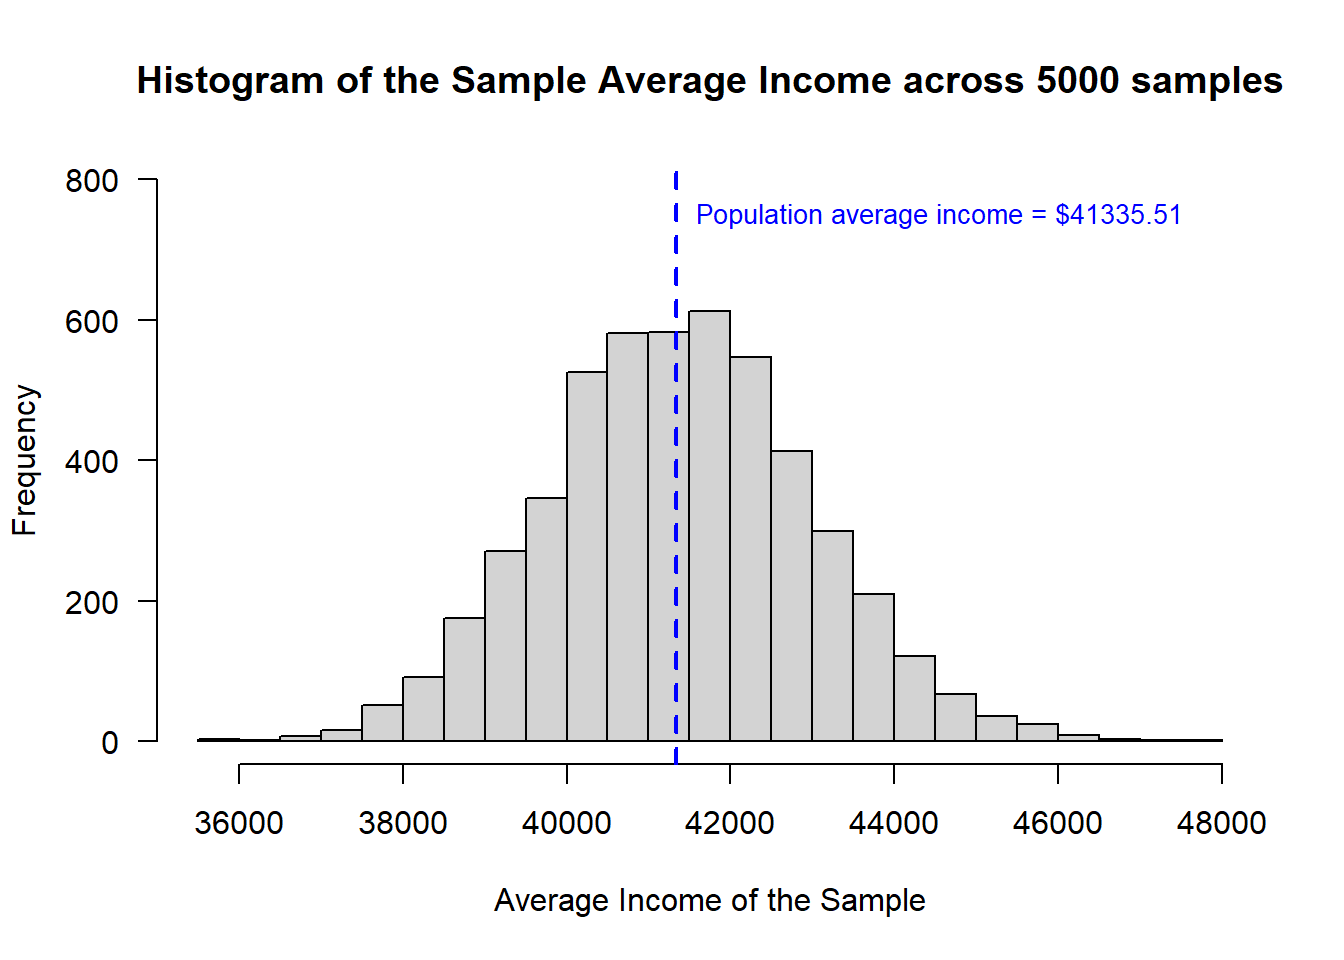 Histogram of the Sample Average Income across 5000 samples
800
Population average income = $41335.51
600
400
200
0
Frequency
36000 38000 40000 42000 44000 46000 48000
Average Income of the Sample